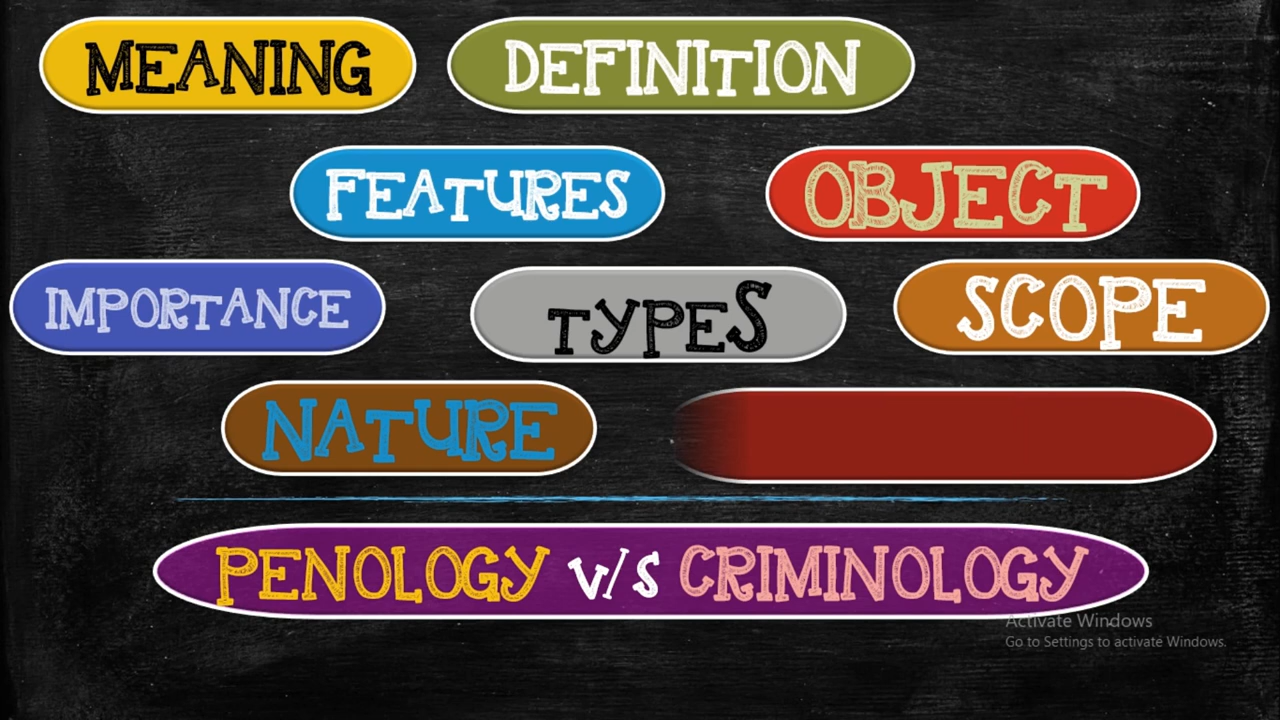 MEANING
DEFINITION
FEATURES
OBJECT
IMPORTANCE
TYPES
SCOPE
NATURE
PENOLOGY V/S CRIMINOLOGY
Activate Windows
Go to Settings to activate Windows.